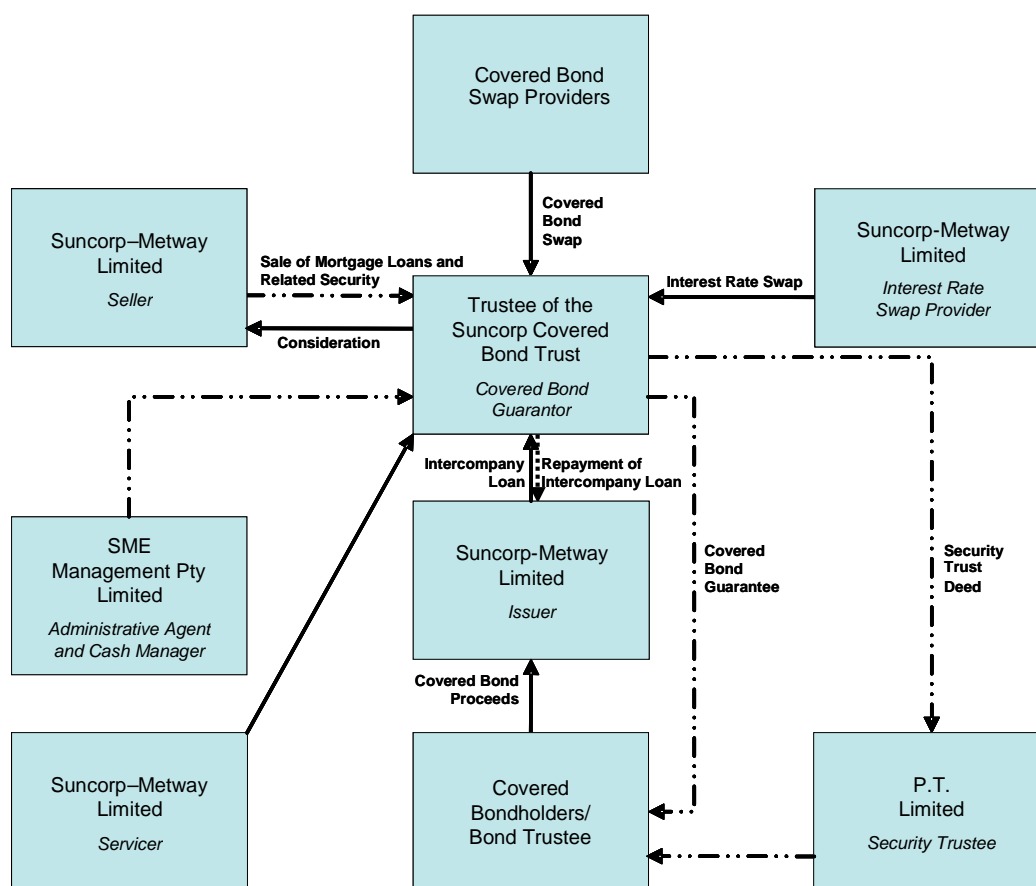 Covered Bond
Swap Providers
Covered
Bond
Swap
Suncorp–Metway
Limited
Seller
Sale of Mortgage Loans and
Related Security
Consideration
Trustee of the
Suncorp Covered
Bond Trust
Covered Bond
Guarantor
Interest Rate Swap
Suncorp-Metway
Limited
Interest Rate
Swap Provider
Intercompany
Loan
Repayment of
Intercompany Loan
SME
Management Pty
Limited
Administrative Agent
and Cash Manager
Suncorp-Metway
Limited
Issuer
Covered
Bond
Guarantee
Security
Trust
Deed
Covered Bond
Proceeds
Suncorp–Metway
Limited
Servicer
Covered
Bondholders/
Bond Trustee
P.T.
Limited
Security Trustee